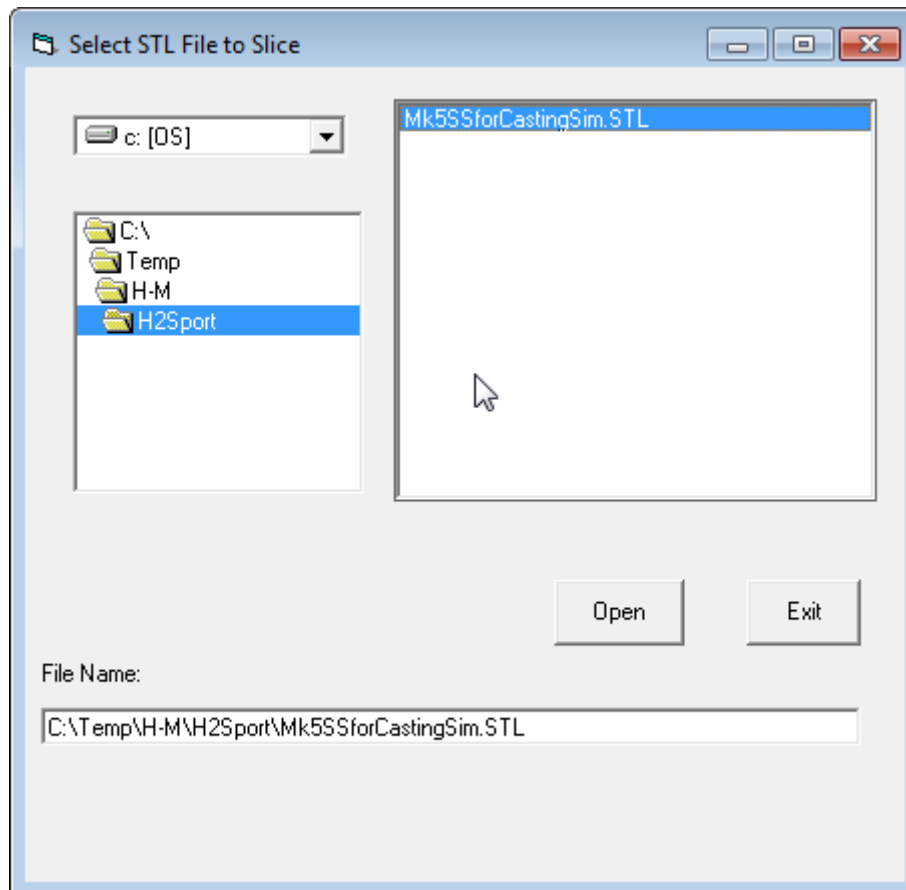 Select STL File to Slice
c: [OS]
Mk5SSforCastingSim.STL
C:\
Temp
H-M
H2Sport
Open
Exit
File Name:
C:\Temp\H-M\H2Sport\Mk5SSforCastingSim.STL